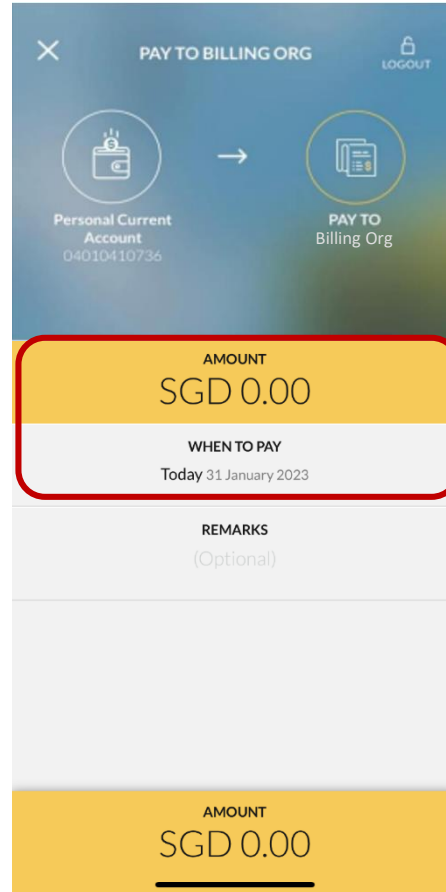 PAY TO BILLING ORG
LOGOUT
Personal Current
Account
04010410736
PAY TO
Billing Org
AMOUNT
SGD 0.00
WHEN TO PAY
Today 31 January 2023
REMARKS
(Optional)
AMOUNT
SGD 0.00